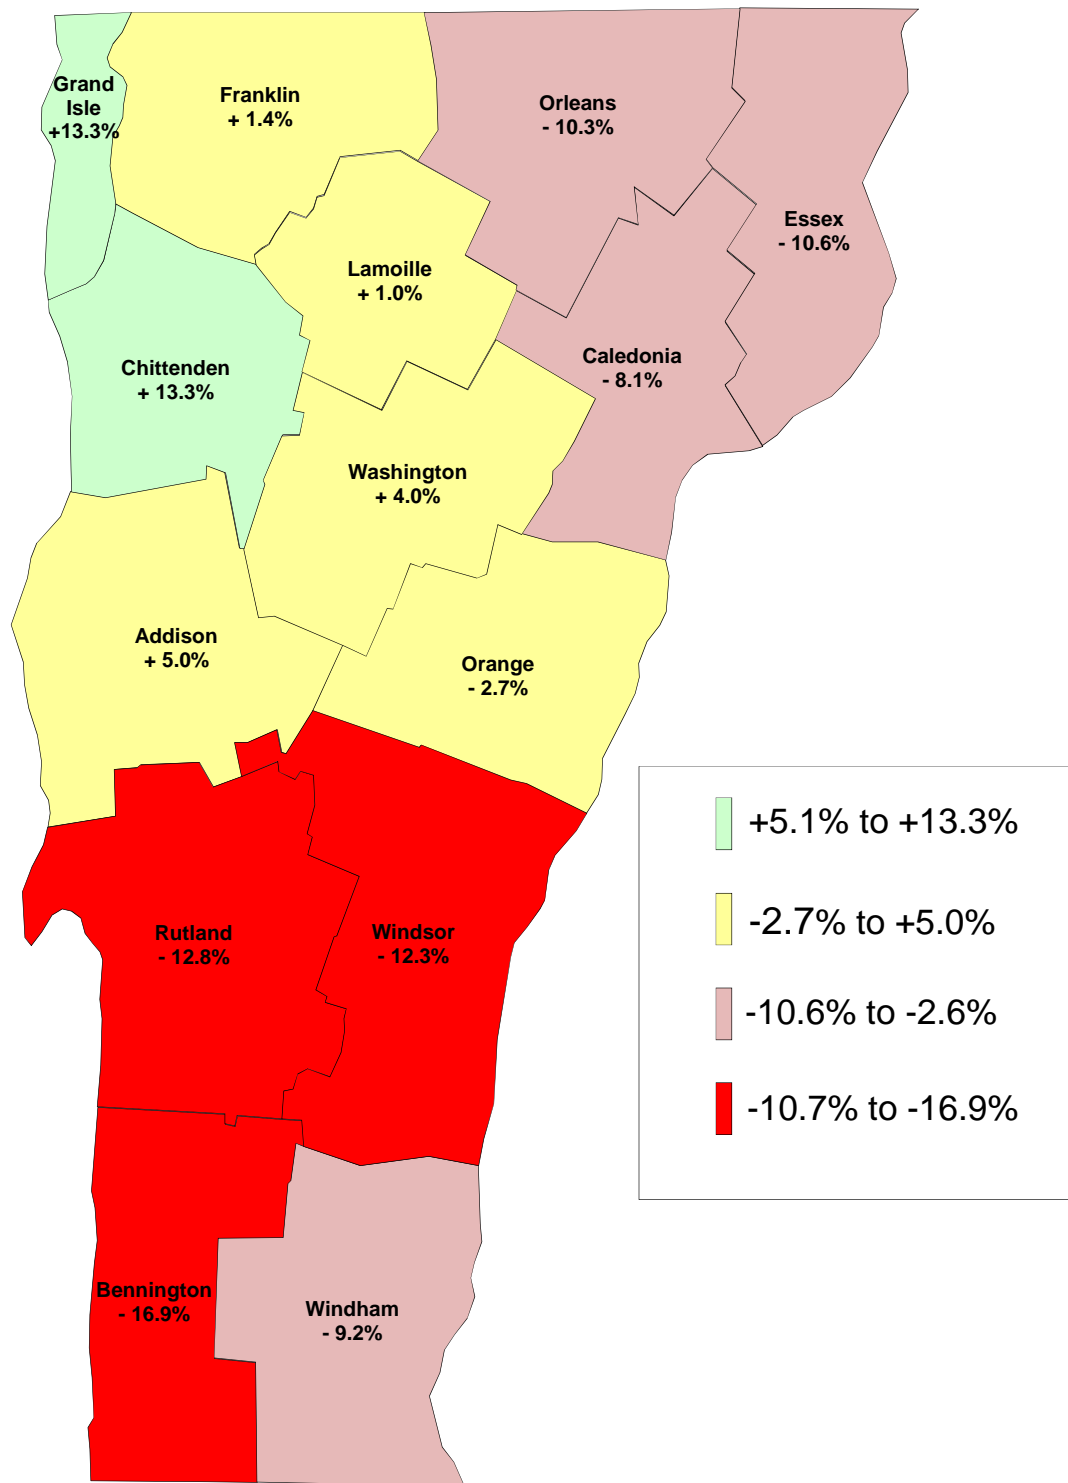 Grand
Isle
+13.3%
Franklin
+ 1.4%
Orleans
- 10.3%
Essex
- 10.6%
Lamoille
+ 1.0%
Chittenden
+ 13.3%
Caledonia
- 8.1%
Washington
+ 4.0%
Addison
+ 5.0%
Orange
- 2.7%
Rutland
- 12.8%
Windsor
- 12.3%
Bennington
- 16.9%
Windham
- 9.2%
+5.1% to +13.3%
-2.7% to +5.0%
-10.6% to -2.6%
-10.7% to -16.9%